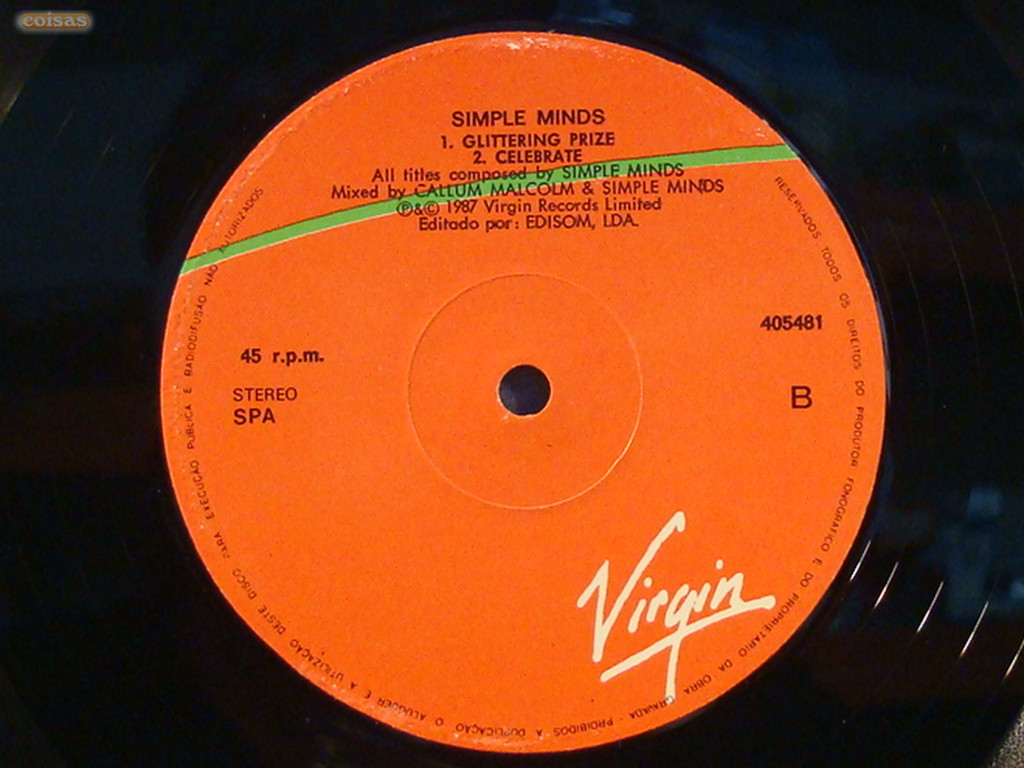 coisas
SIMPLE MINDS
1. GLITTERING PRIZE
2. CELEBRATE
All titles composed by SIMPLE MINDS
Mixed by CALLUM MALCOLM & SIMPLE MINDS
Ⓟ&© 1987 Virgin Records Limited
Editado por: EDISOM, LDA.
405481
45 r.p.m.
STEREO
SPA
B
Virgin
RESERVADOS TODOS OS DIREITOS DO PRODUTOR FONOGRAFICO E DO PROPRIETARIO DA OBRA GRAVADA - PROIBIDOS A DUPLICAÇÃO O ALUGUER E A UTILIZAÇÃO DESTE DISCO PARA EXECUÇÃO PUBLICA E RADIODIFUSÃO NÃO AUTORIZADOS